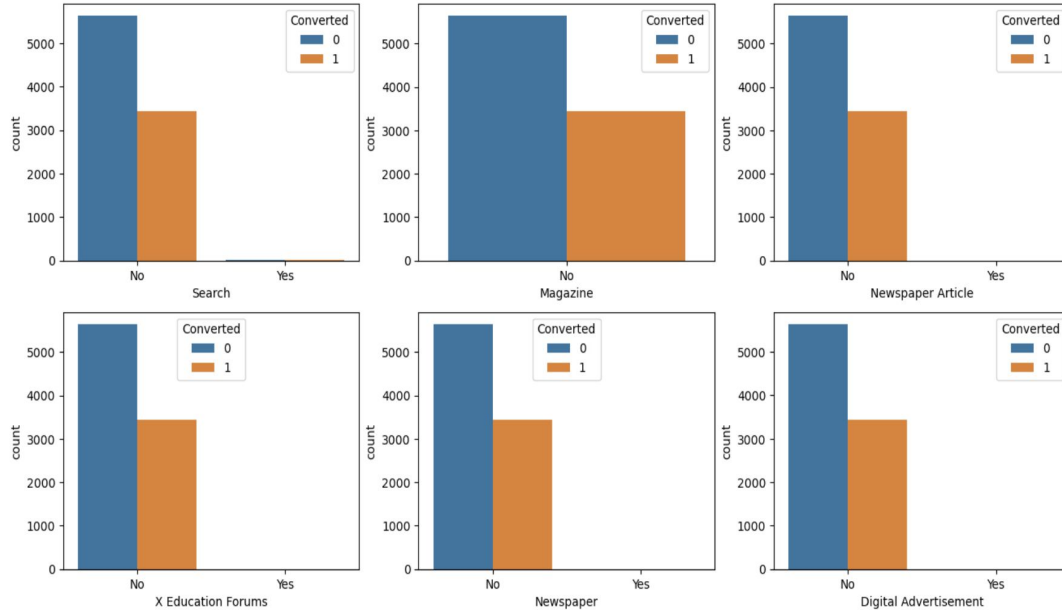 Converted
0
1
5000
4000
3000
2000
1000
0
count
No
Yes
Search
Converted
0
1
5000
4000
3000
2000
1000
0
count
No
Magazine
Converted
0
1
5000
4000
3000
2000
1000
0
count
No
Yes
Newspaper Article
Converted
0
1
5000
4000
3000
2000
1000
0
count
No
Yes
X Education Forums
Converted
0
1
5000
4000
3000
2000
1000
0
count
No
Yes
Newspaper
Converted
0
1
5000
4000
3000
2000
1000
0
count
No
Yes
Digital Advertisement